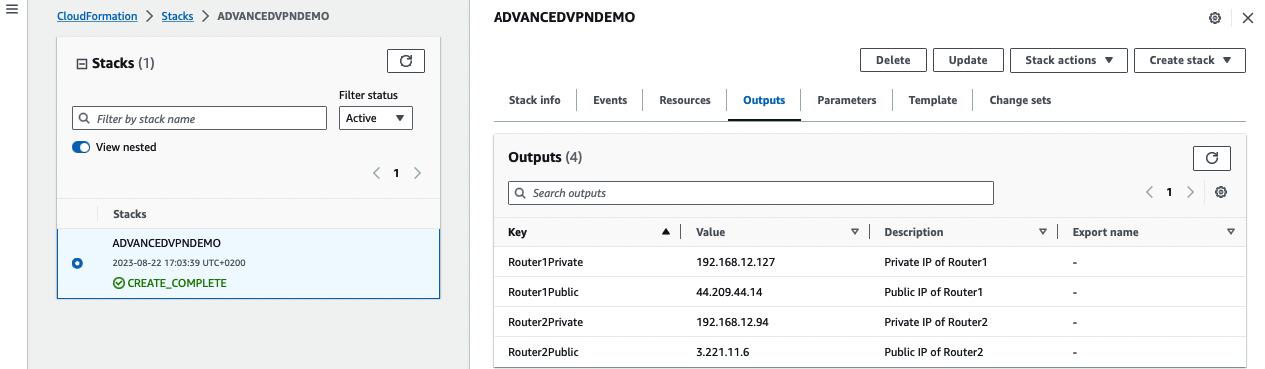 CloudFormation > Stacks > ADVANCEDVPNDEMO
Stacks (1)
Filter status
Filter by stack name
Active
View nested
1
Stacks
ADVANCEDVPNDEMO
2023-08-22 17:03:39 UTC+0200
CREATE_COMPLETE
ADVANCEDVPNDEMO
Delete Update Stack actions Create stack
Stack info Events Resources Outputs Parameters Template Change sets
Outputs (4)
Search outputs
1
Key Value Description Export name
Router1Private 192.168.12.127 Private IP of Router1 -
Router1Public 44.209.44.14 Public IP of Router1 -
Router2Private 192.168.12.94 Private IP of Router2 -
Router2Public 3.221.11.6 Public IP of Router2 -